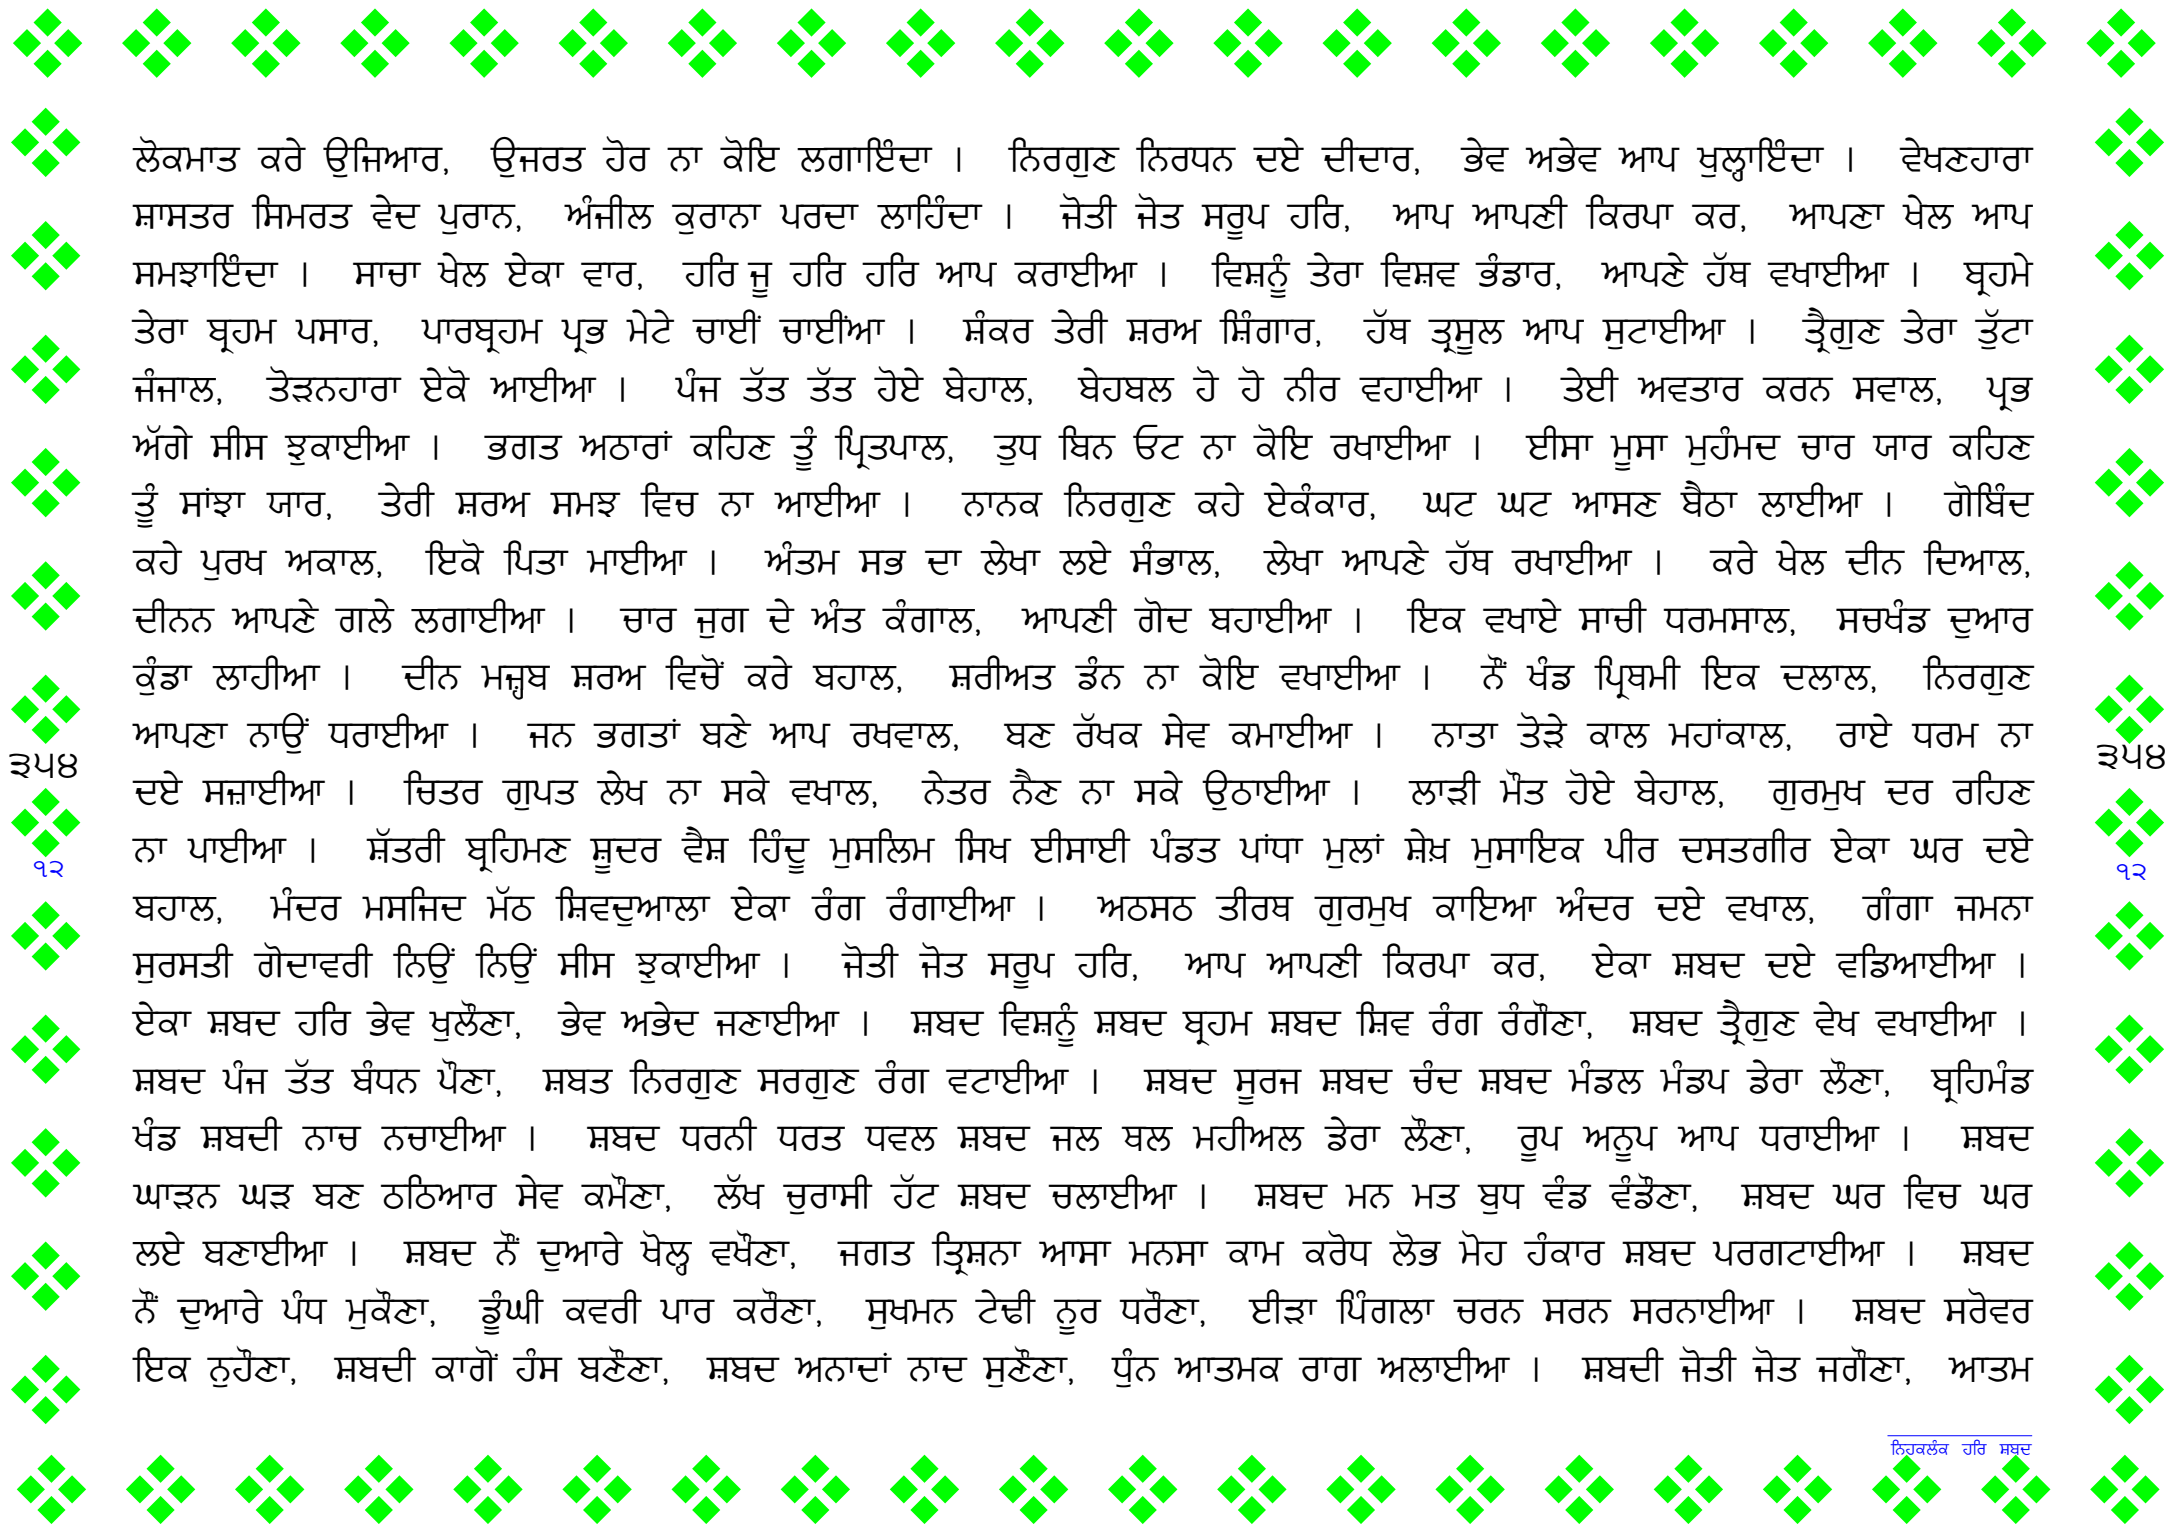 ਲੋਕਮਾਤ ਕਰੇ ਉਜਿਆਰ, ਉਜਰਤ ਹੋਰ ਨਾ ਕੋਇ ਲਗਾਇੰਦਾ । ਨਿਰਗੁਣ ਨਿਰਧਨ ਦਏ ਦੀਦਾਰ, ਭੇਵ ਅਭੇਵ ਆਪ ਖੁਲ੍ਹਾਇੰਦਾ । ਵੇਖਣਹਾਰਾ
ਸ਼ਾਸਤਰ ਸਿਮਰਤ ਵੇਦ ਪੁਰਾਨ, ਅੰਜੀਲ ਕੁਰਾਨਾ ਪਰਦਾ ਲਾਹਿੰਦਾ । ਜੋਤੀ ਜੋਤ ਸਰੂਪ ਹਰਿ, ਆਪ ਆਪਣੀ ਕਿਰਪਾ ਕਰ, ਆਪਣਾ ਖੇਲ ਆਪ
ਸਮਝਾਇੰਦਾ । ਸਾਚਾ ਖੇਲ ਏਕਾ ਵਾਰ, ਹਰਿ ਜੂ ਹਰਿ ਹਰਿ ਆਪ ਕਰਾਈਆ । ਵਿਸ਼ਨੂੰ ਤੇਰਾ ਵਿਸ਼ਵ ਭੰਡਾਰ, ਆਪਣੇ ਹੱਥ ਵਖਾਈਆ । ਬ੍ਰਹਮੇ
ਤੇਰਾ ਬ੍ਰਹਮ ਪਸਾਰ, ਪਾਰਬ੍ਰਹਮ ਪ੍ਰਭ ਮੇਟੇ ਚਾਈਂ ਚਾਈਂਆ । ਸ਼ੰਕਰ ਤੇਰੀ ਸ਼ਰਅ ਸ਼ਿੰਗਾਰ, ਹੱਥ ਤ੍ਰਸੂਲ ਆਪ ਸੁਟਾਈਆ । ਤ੍ਰੈਗੁਣ ਤੇਰਾ ਤੁੱਟਾ
ਜੰਜਾਲ, ਤੋੜਨਹਾਰਾ ਏਕੋ ਆਈਆ । ਪੰਜ ਤੱਤ ਤੱਤ ਹੋਏ ਬੇਹਾਲ, ਬੇਹਬਲ ਹੋ ਹੋ ਨੀਰ ਵਹਾਈਆ । ਤੇਈ ਅਵਤਾਰ ਕਰਨ ਸਵਾਲ, ਪ੍ਰਭ
ਅੱਗੇ ਸੀਸ ਝੁਕਾਈਆ । ਭਗਤ ਅਠਾਰਾਂ ਕਹਿਣ ਤੂੰ ਪ੍ਰਿਤਪਾਲ, ਤੁਧ ਬਿਨ ਓਟ ਨਾ ਕੋਇ ਰਖਾਈਆ । ਈਸਾ ਮੂਸਾ ਮੁਹੰਮਦ ਚਾਰ ਯਾਰ ਕਹਿਣ
ਤੂੰ ਸਾਂਝਾ ਯਾਰ, ਤੇਰੀ ਸ਼ਰਅ ਸਮਝ ਵਿਚ ਨਾ ਆਈਆ । ਨਾਨਕ ਨਿਰਗੁਣ ਕਹੇ ਏਕੰਕਾਰ, ਘਟ ਘਟ ਆਸਣ ਬੈਠਾ ਲਾਈਆ । ਗੋਬਿੰਦ
ਕਹੇ ਪੁਰਖ ਅਕਾਲ, ਇਕੋ ਪਿਤਾ ਮਾਈਆ । ਅੰਤਮ ਸਭ ਦਾ ਲੇਖਾ ਲਏ ਸੰਭਾਲ, ਲੇਖਾ ਆਪਣੇ ਹੱਥ ਰਖਾਈਆ । ਕਰੇ ਖੇਲ ਦੀਨ ਦਿਆਲ,
ਦੀਨਨ ਆਪਣੇ ਗਲੇ ਲਗਾਈਆ । ਚਾਰ ਜੁਗ ਦੇ ਅੰਤ ਕੰਗਾਲ, ਆਪਣੀ ਗੋਦ ਬਹਾਈਆ । ਇਕ ਵਖਾਏ ਸਾਚੀ ਧਰਮਸਾਲ, ਸਚਖੰਡ ਦੁਆਰ
ਕੁੰਡਾ ਲਾਹੀਆ । ਦੀਨ ਮਜ਼੍ਹਬ ਸ਼ਰਅ ਵਿਚੋਂ ਕਰੇ ਬਹਾਲ, ਸ਼ਰੀਅਤ ਡੰਨ ਨਾ ਕੋਇ ਵਖਾਈਆ । ਨੌਂ ਖੰਡ ਪ੍ਰਿਥਮੀ ਇਕ ਦਲਾਲ, ਨਿਰਗੁਣ
ਆਪਣਾ ਨਾਉਂ ਧਰਾਈਆ । ਜਨ ਭਗਤਾਂ ਬਣੇ ਆਪ ਰਖਵਾਲ, ਬਣ ਰੱਖਕ ਸੇਵ ਕਮਾਈਆ । ਨਾਤਾ ਤੋੜੇ ਕਾਲ ਮਹਾਂਕਾਲ, ਰਾਏ ਧਰਮ ਨਾ
ਦਏ ਸਜ਼ਾਈਆ । ਚਿਤਰ ਗੁਪਤ ਲੇਖ ਨਾ ਸਕੇ ਵਖਾਲ, ਨੇਤਰ ਨੈਣ ਨਾ ਸਕੇ ਉਠਾਈਆ । ਲਾੜੀ ਮੌਤ ਹੋਏ ਬੇਹਾਲ, ਗੁਰਮੁਖ ਦਰ ਰਹਿਣ
ਨਾ ਪਾਈਆ । ਸ਼ੱਤਰੀ ਬ੍ਰਹਿਮਣ ਸ਼ੂਦਰ ਵੈਸ਼ ਹਿੰਦੂ ਮੁਸਲਿਮ ਸਿਖ ਈਸਾਈ ਪੰਡਤ ਪਾਂਧਾ ਮੁਲਾਂ ਸ਼ੇਖ਼ ਮੁਸਾਇਕ ਪੀਰ ਦਸਤਗੀਰ ਏਕਾ ਘਰ ਦਏ
ਬਹਾਲ, ਮੰਦਰ ਮਸਜਿਦ ਮੱਠ ਸ਼ਿਵਦੁਆਲਾ ਏਕਾ ਰੰਗ ਰੰਗਾਈਆ । ਅਠਸਠ ਤੀਰਥ ਗੁਰਮੁਖ ਕਾਇਆ ਅੰਦਰ ਦਏ ਵਖਾਲ, ਗੰਗਾ ਜਮਨਾ
ਸੁਰਸਤੀ ਗੋਦਾਵਰੀ ਨਿਉਂ ਨਿਉਂ ਸੀਸ ਝੁਕਾਈਆ । ਜੋਤੀ ਜੋਤ ਸਰੂਪ ਹਰਿ, ਆਪ ਆਪਣੀ ਕਿਰਪਾ ਕਰ, ਏਕਾ ਸ਼ਬਦ ਦਏ ਵਡਿਆਈਆ ।
ਏਕਾ ਸ਼ਬਦ ਹਰਿ ਭੇਵ ਖੁਲੌਣਾ, ਭੇਵ ਅਭੇਦ ਜਣਾਈਆ । ਸ਼ਬਦ ਵਿਸ਼ਨੂੰ ਸ਼ਬਦ ਬ੍ਰਹਮ ਸ਼ਬਦ ਸ਼ਿਵ ਰੰਗ ਰੰਗੌਣਾ, ਸ਼ਬਦ ਤ੍ਰੈਗੁਣ ਵੇਖ ਵਖਾਈਆ ।
ਸ਼ਬਦ ਪੰਜ ਤੱਤ ਬੰਧਨ ਪੌਣਾ, ਸ਼ਬਤ ਨਿਰਗੁਣ ਸਰਗੁਣ ਰੰਗ ਵਟਾਈਆ । ਸ਼ਬਦ ਸੂਰਜ ਸ਼ਬਦ ਚੰਦ ਸ਼ਬਦ ਮੰਡਲ ਮੰਡਪ ਡੇਰਾ ਲੌਣਾ, ਬ੍ਰਹਿਮੰਡ
ਖੰਡ ਸ਼ਬਦੀ ਨਾਚ ਨਚਾਈਆ । ਸ਼ਬਦ ਧਰਨੀ ਧਰਤ ਧਵਲ ਸ਼ਬਦ ਜਲ ਥਲ ਮਹੀਅਲ ਡੇਰਾ ਲੌਣਾ, ਰੂਪ ਅਨੂਪ ਆਪ ਧਰਾਈਆ । ਸ਼ਬਦ
ਘਾੜਨ ਘੜ ਬਣ ਠਠਿਆਰ ਸੇਵ ਕਮੌਣਾ, ਲੱਖ ਚੁਰਾਸੀ ਹੱਟ ਸ਼ਬਦ ਚਲਾਈਆ । ਸ਼ਬਦ ਮਨ ਮਤ ਬੁਧ ਵੰਡ ਵੰਡੌਣਾ, ਸ਼ਬਦ ਘਰ ਵਿਚ ਘਰ
ਲਏ ਬਣਾਈਆ । ਸ਼ਬਦ ਨੌਂ ਦੁਆਰੇ ਖੋਲ੍ਹ ਵਖੌਣਾ, ਜਗਤ ਤ੍ਰਿਸ਼ਨਾ ਆਸਾ ਮਨਸਾ ਕਾਮ ਕਰੋਧ ਲੋਭ ਮੋਹ ਹੰਕਾਰ ਸ਼ਬਦ ਪਰਗਟਾਈਆ । ਸ਼ਬਦ
ਨੌਂ ਦੁਆਰੇ ਪੰਧ ਮੁਕੌਣਾ, ਡੂੰਘੀ ਕਵਰੀ ਪਾਰ ਕਰੌਣਾ, ਸੁਖਮਨ ਟੇਢੀ ਨੂਰ ਧਰੌਣਾ, ਈੜਾ ਪਿੰਗਲਾ ਚਰਨ ਸਰਨ ਸਰਨਾਈਆ । ਸ਼ਬਦ ਸਰੋਵਰ
ਇਕ ਨੁਹੌਣਾ, ਸ਼ਬਦੀ ਕਾਗੋਂ ਹੰਸ ਬਣੌਣਾ, ਸ਼ਬਦ ਅਨਾਦਾਂ ਨਾਦ ਸੁਣੌਣਾ, ਧੁੰਨ ਆਤਮਕ ਰਾਗ ਅਲਾਈਆ । ਸ਼ਬਦੀ ਜੋਤੀ ਜੋਤ ਜਗੌਣਾ, ਆਤਮ
੩੫੪ ੩੫੪
੧੨ ੧੨
ਨਿਹਕਲੰਕ ਹਰਿ ਸ਼ਬਦ